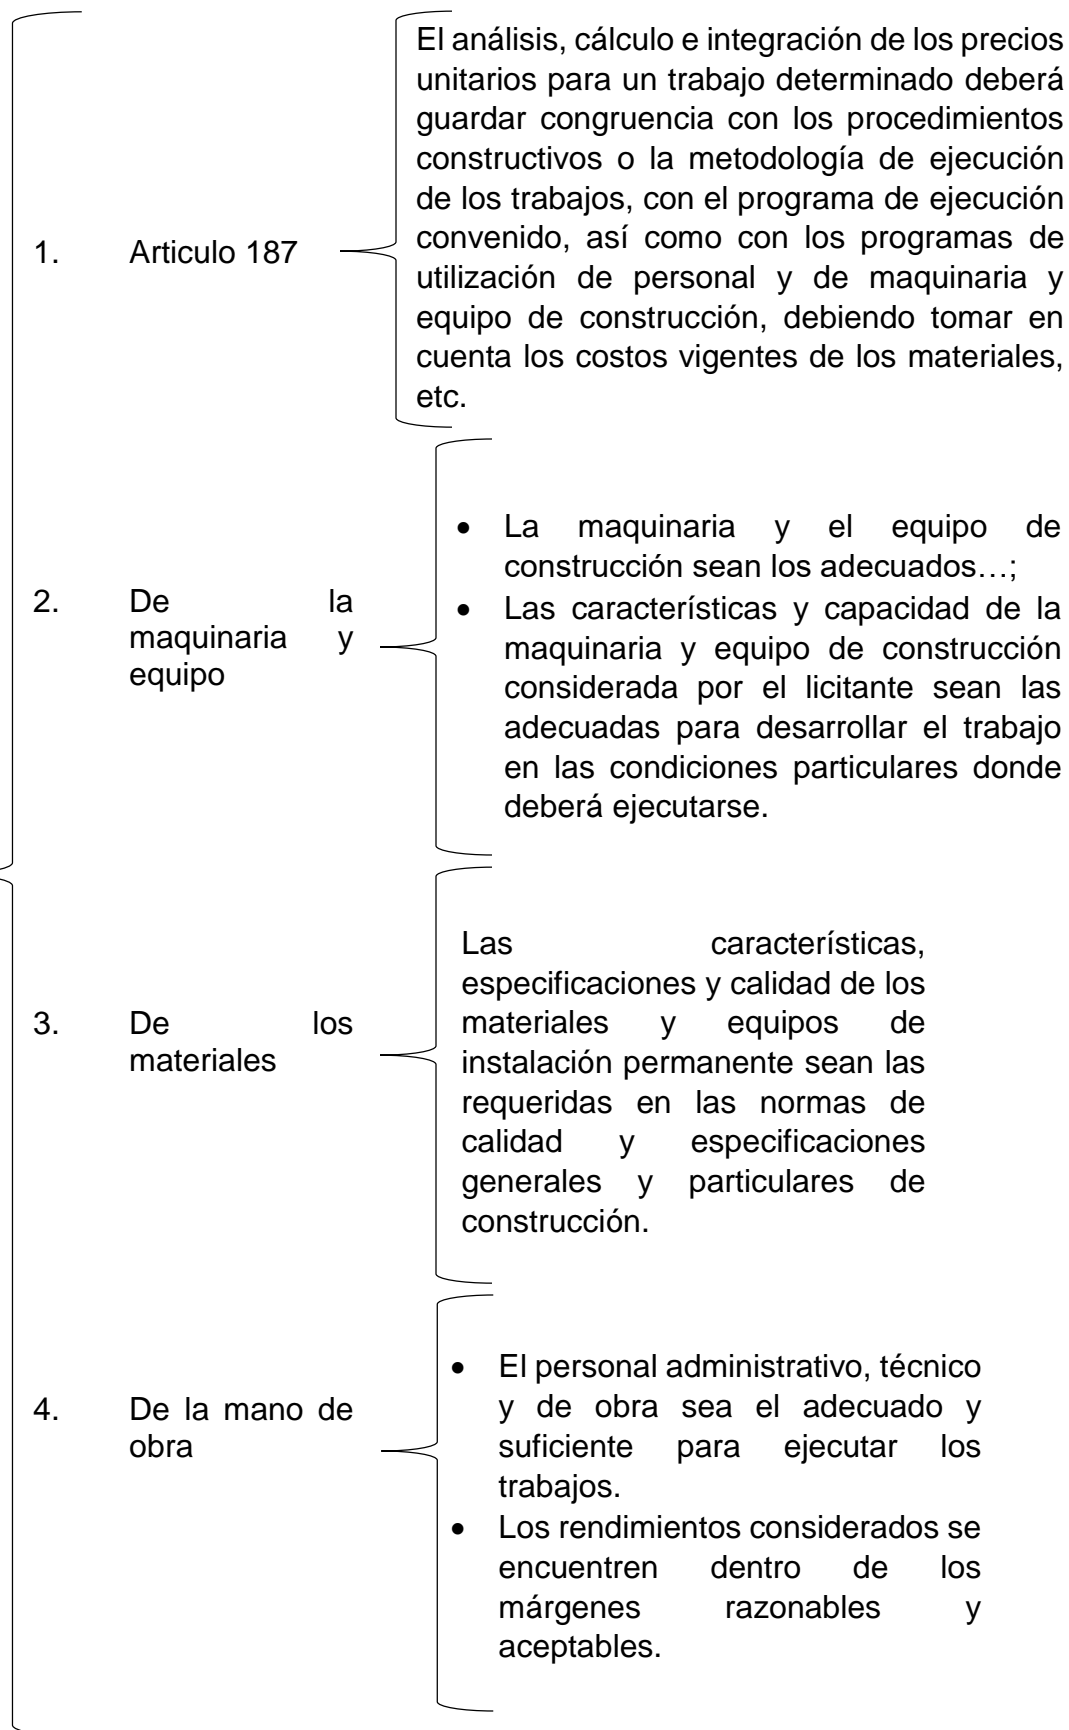 El análisis, cálculo e integración de los precios
unitarios para un trabajo determinado deberá
guardar congruencia con los procedimientos
constructivos o la metodología de ejecución
de los trabajos, con el programa de ejecución
1. Articulo 187
convenido, así como con los programas de
utilización de personal y de maquinaria y
equipo de construcción, debiendo tomar en
cuenta los costos vigentes de los materiales,
etc.
2. De la
maquinaria y
equipo
• La maquinaria y el equipo de
construcción sean los adecuados…;
• Las características y capacidad de la
maquinaria y equipo de construcción
considerada por el licitante sean las
adecuadas para desarrollar el trabajo
en las condiciones particulares donde
deberá ejecutarse.
3. De los
materiales
Las características,
especificaciones y calidad de los
materiales y equipos de
instalación permanente sean las
requeridas en las normas de
calidad y especificaciones
generales y particulares de
construcción.
4. De la mano de
obra
• El personal administrativo, técnico
y de obra sea el adecuado y
suficiente para ejecutar los
trabajos.
• Los rendimientos considerados se
encuentren dentro de los
márgenes razonables y
aceptables.